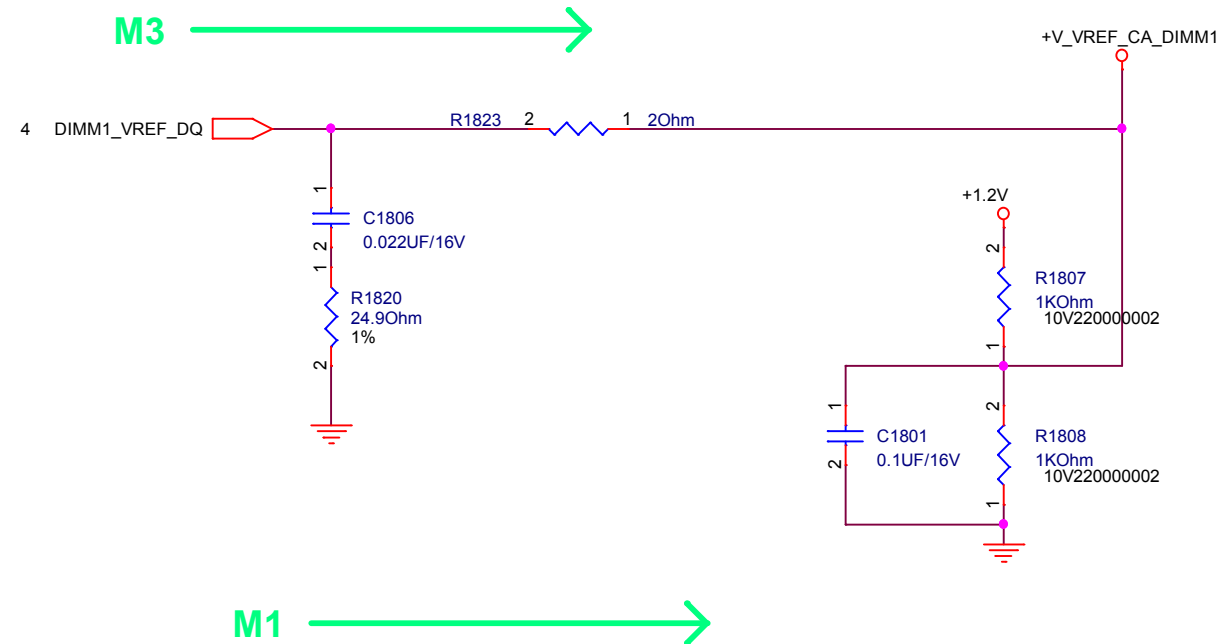 M3
+V_VREF_CA_DIMM1
4 DIMM1_VREF_DQ R1823 2 1 2Ohm
1
C1806
0.022UF/16V
2
1
R1820
24.9Ohm
1%
2
+1.2V
2
R1807
1KOhm
10V220000002
1
1
C1801
0.1UF/16V
2
2
R1808
1KOhm
10V220000002
1
M1